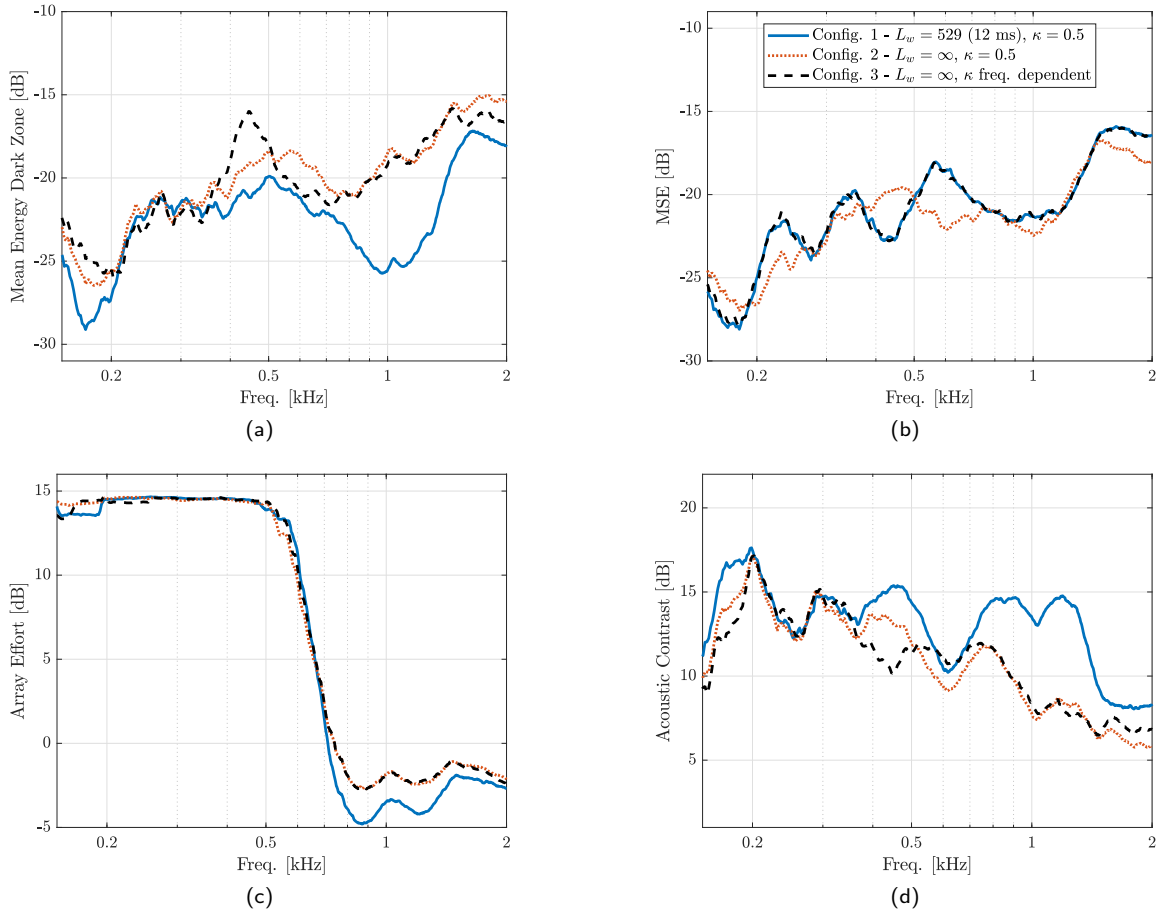 -10
-15
-20
-25
-30
Mean Energy Dark Zone [dB]
0.2 0.5 1 2
Freq. [kHz]
(a)
Config. 1 - L_w = 529 (12 ms), κ = 0.5
Config. 2 - L_w = ∞, κ = 0.5
Config. 3 - L_w = ∞, κ freq. dependent
-10
-15
-20
-25
-30
MSE [dB]
0.2 0.5 1 2
Freq. [kHz]
(b)
15
10
5
0
-5
Array Effort [dB]
0.2 0.5 1 2
Freq. [kHz]
(c)
20
15
10
5
Acoustic Contrast [dB]
0.2 0.5 1 2
Freq. [kHz]
(d)